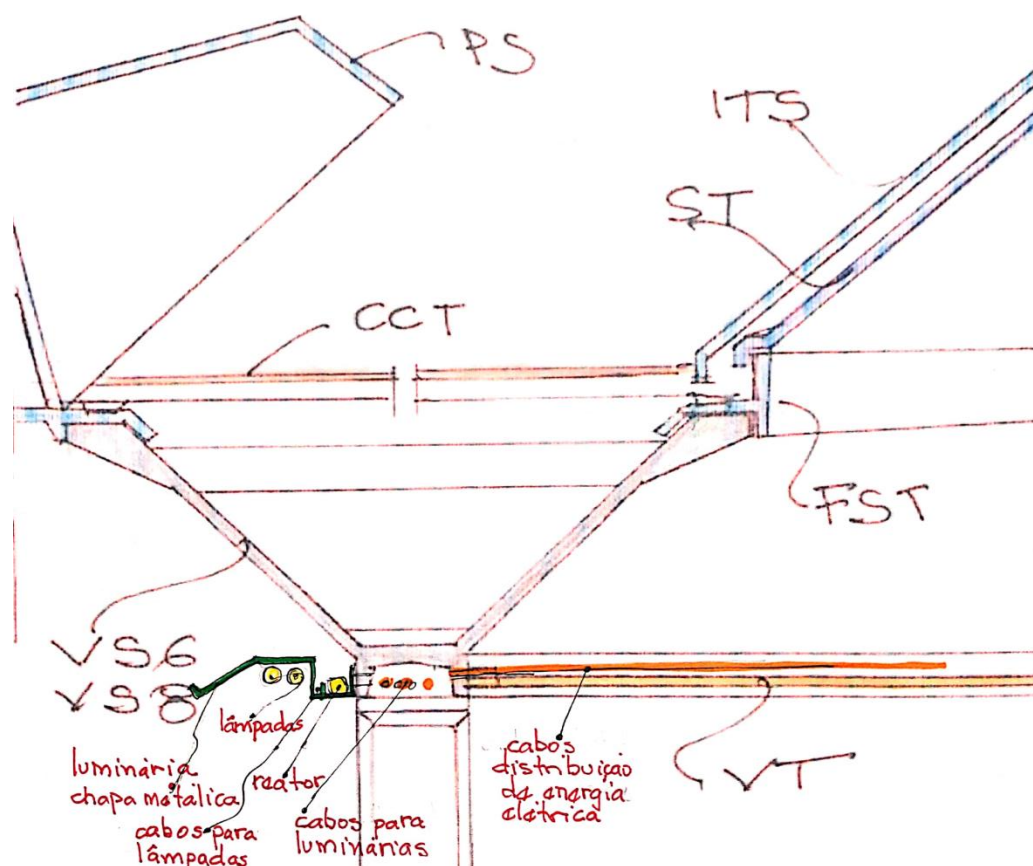 PS
ITS
ST
CCT
FST
VS6
VS8
lâmpadas
luminária
chapa metálica
reator
cabos para
lâmpadas
cabos para
luminárias
cabos
distribuição
de energia
elétrica
VT